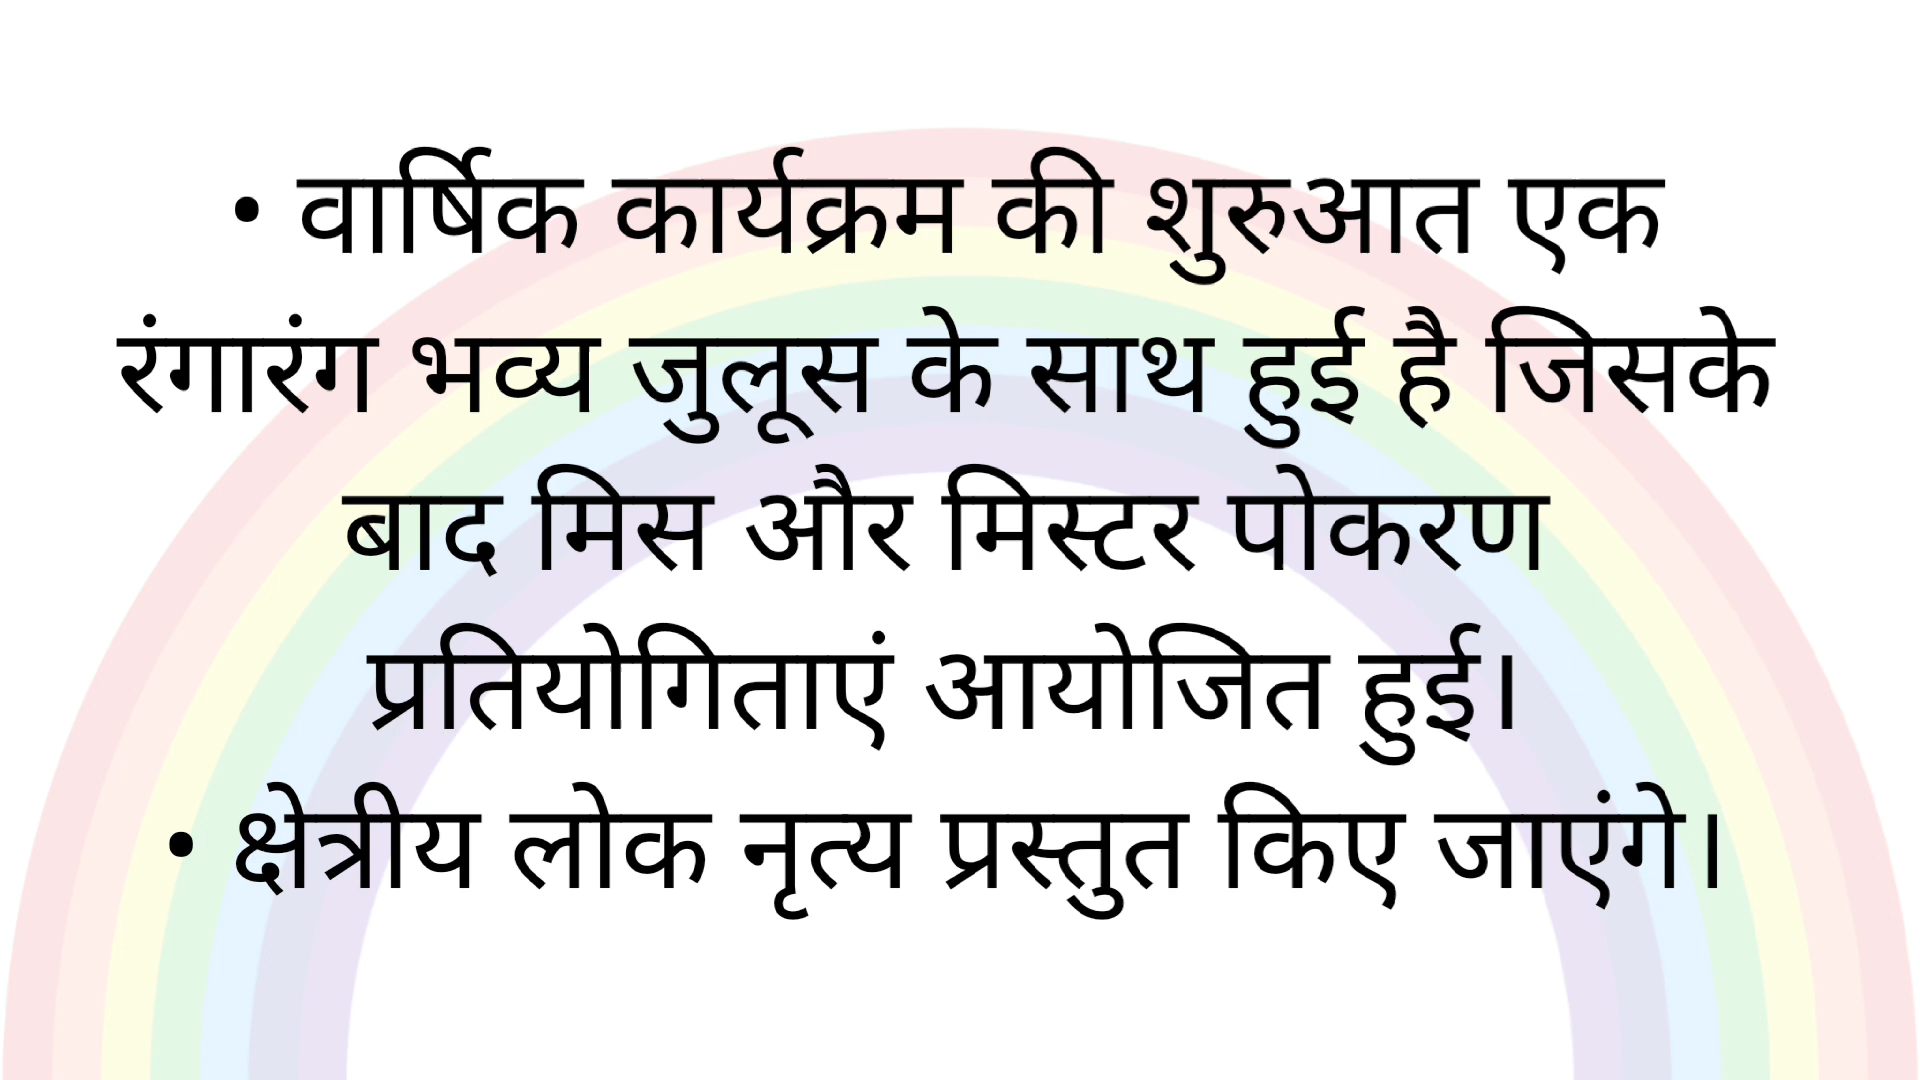 • वार्षिक कार्यक्रम की शुरुआत एक
रंगारंग भव्य जुलूस के साथ हुई है जिसके
बाद मिस और मिस्टर पोकरण
प्रतियोगिताएं आयोजित हुई।
• क्षेत्रीय लोक नृत्य प्रस्तुत किए जाएंगे।